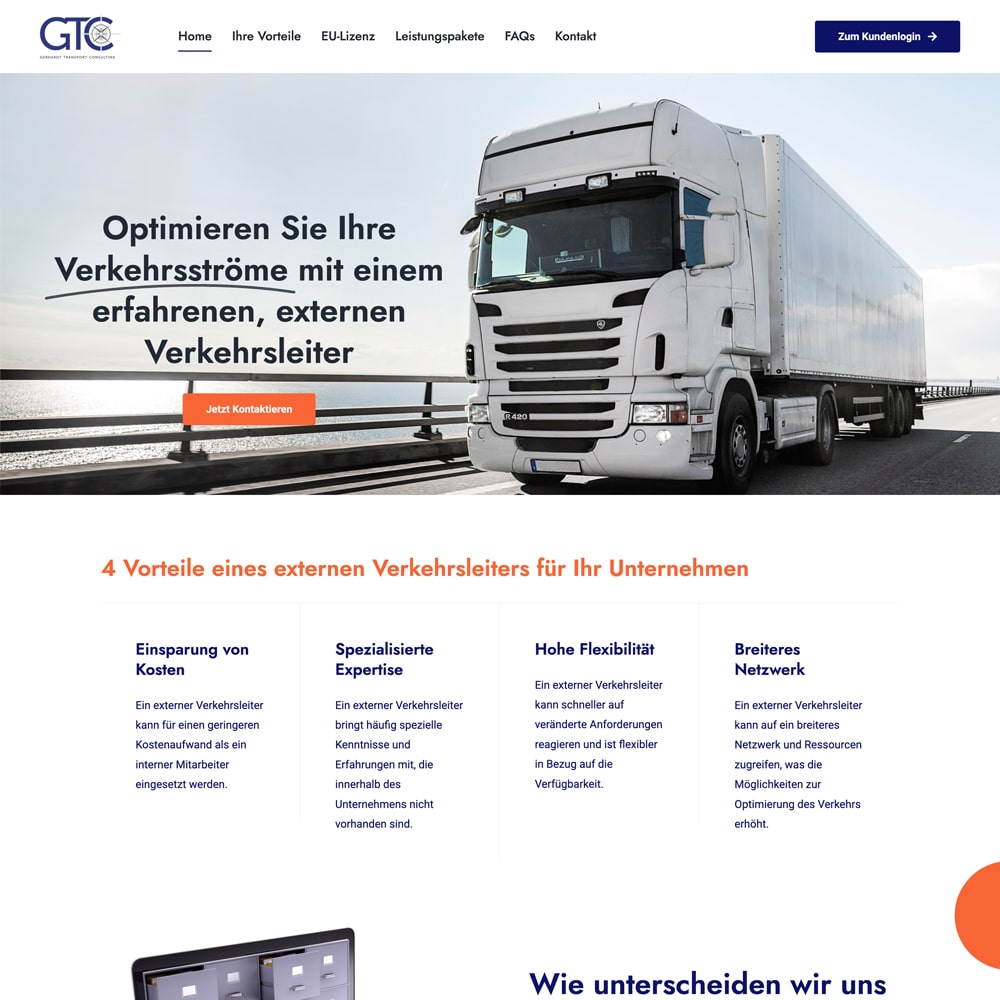 GTC
GERHARDT TRANSPORT CONSULTING
Home
Ihre Vorteile
EU-Lizenz
Leistungspakete
FAQs
Kontakt
Zum Kundenlogin →
Optimieren Sie Ihre
Verkehrsströme mit einem
erfahrenen, externen
Verkehrsleiter
Jetzt Kontaktieren
R 420
4 Vorteile eines externen Verkehrsleiters für Ihr Unternehmen
Einsparung von
Kosten
Ein externer Verkehrsleiter
kann für einen geringeren
Kostenaufwand als ein
interner Mitarbeiter
eingesetzt werden.
Spezialisierte
Expertise
Ein externer Verkehrsleiter
bringt häufig spezielle
Kenntnisse und
Erfahrungen mit, die
innerhalb des
Unternehmens nicht
vorhanden sind.
Hohe Flexibilität
Ein externer Verkehrsleiter
kann schneller auf
veränderte Anforderungen
reagieren und ist flexibler
in Bezug auf die
Verfügbarkeit.
Breiteres
Netzwerk
Ein externer Verkehrsleiter
kann auf ein breiteres
Netzwerk und Ressourcen
zugreifen, was die
Möglichkeiten zur
Optimierung des Verkehrs
erhöht.
Wie unterscheiden wir uns